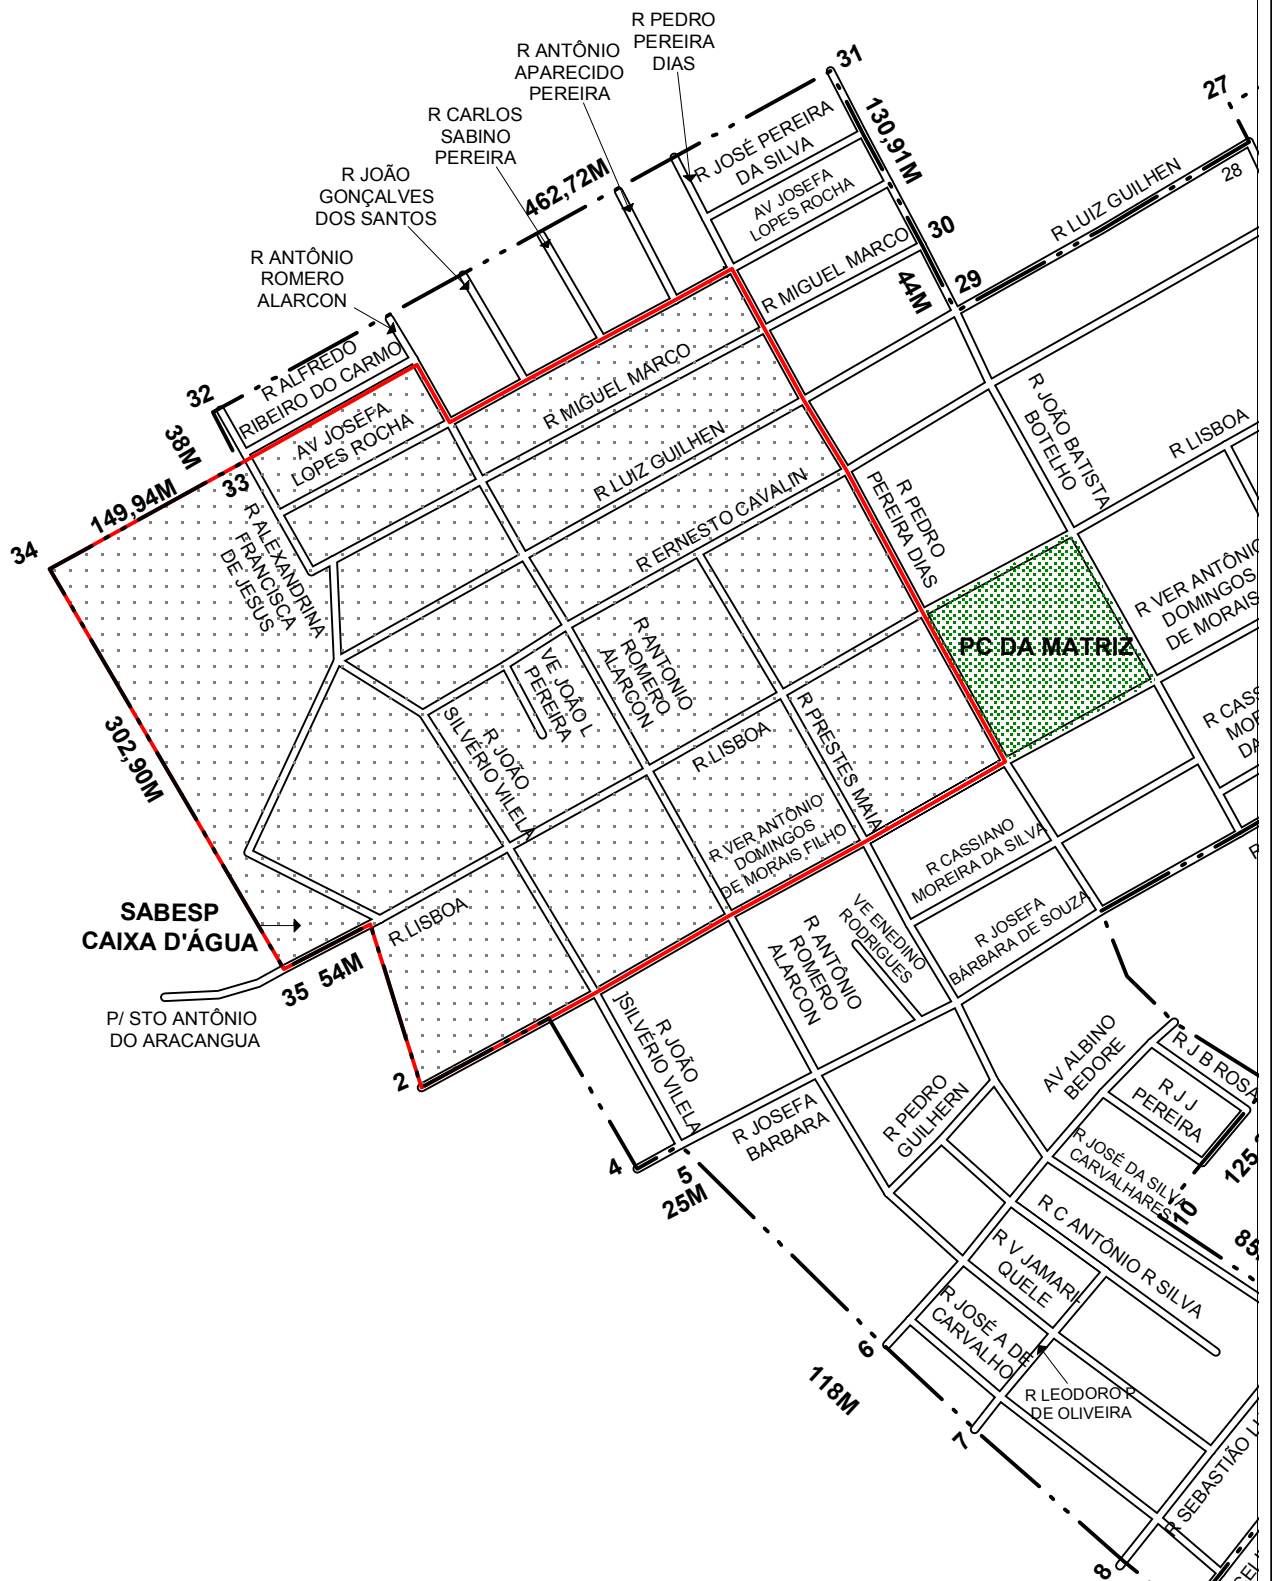 R PEDRO
PEREIRA
DIAS
31
R ANTÔNIO
APARECIDO
PEREIRA
27
R CARLOS
SABINO
PEREIRA
130,91M
R JOSÉ PEREIRA
DA SILVA
R JOÃO
GONÇALVES
DOS SANTOS
462,72M
AV JOSEFA
LOPES ROCHA
R LUIZ GUILHEN
28
R ANTÔNIO
ROMERO
ALARCON
30
R MIGUEL MARCO
29
44M
R ALFREDO
RIBEIRO DO CARMO
32
38M
AV JOSEFA
LOPES ROCHA
R MIGUEL MARCO
R JOÃO BATISTA
BOTELHO
R LISBOA
33
149,94M
R LUIZ GUILHEN
34
R ERNESTO CAVALIN
R PEDRO
PEREIRA DIAS
R ALEXANDRINA
FRANCISCA
DE JESUS
R VER ANTÔNIO
DOMINGOS
DE MORAIS
PC DA MATRIZ
R ANTONIO
ROMERO
ALARCON
VE JOÃO L
PEREIRA
R PRESTES MAIA
R CASS
MOR
DA
302,90M
R JOÃO
SILVÉRIO VILELA
R.LISBOA
R VER ANTÔNIO
DOMINGOS
DE MORAIS FILHO
R CASSIANO
MOREIRA DA SILVA
SABESP
CAIXA D'ÁGUA
R.LISBOA
R ANTÔNIO
ROMERO
ALARCON
VE ENEDINO
RODRIGUES
R JOSEFA
BÁRBARA DE SOUZA
35
54M
P/ STO ANTÔNIO
DO ARACANGUA
R JOÃO
]SILVÉRIO VILELA
2
AV ALBINO
BEDORE
R J B ROSA
R J J
PEREIRA
R JOSEFA
BARBARA
R PEDRO
GUILHERN
4
5
25M
R JOSÉ DA SILVA
CARVALHARES
125,
10
85,
R C ANTÔNIO R SILVA
R V JAMARIL
QUELE
R JOSÉ A DE
CARVALHO
6
118M
R LEODORO P
DE OLIVEIRA
7
R SEBASTIÃO
8